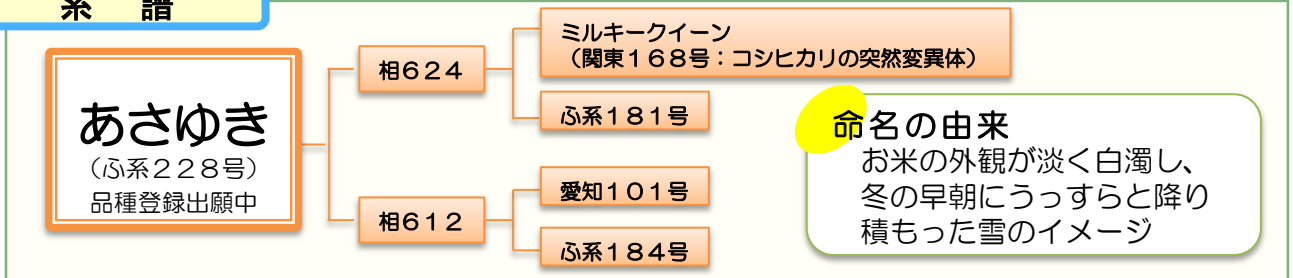 系 譜
あさゆき
（ふ系２２８号）
品種登録出願中
相６２４
相６１２
ミルキークイーン
（関東１６８号：コシヒカリの突然変異体）
ふ系１８１号
愛知１０１号
ふ系１８４号
命名の由来
お米の外観が淡く白濁し、
冬の早朝にうっすらと降り
積もった雪のイメージ